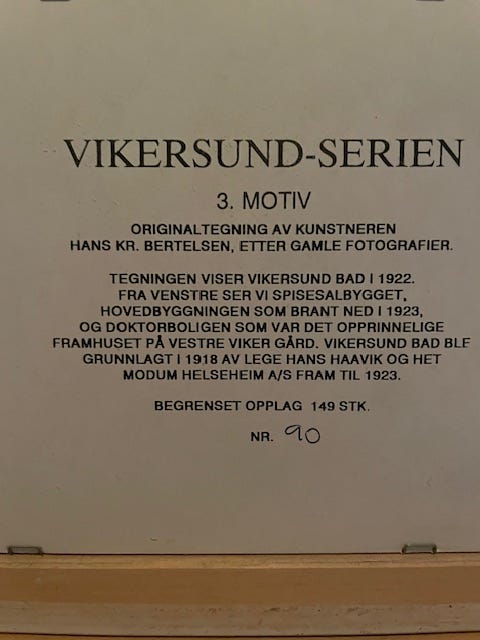 VIKERSUND-SERIEN
3. MOTIV
ORIGINALTEGNING AV KUNSTNEREN
HANS KR. BERTELSEN, ETTER GAMLE FOTOGRAFIER.
TEGNINGEN VISER VIKERSUND BAD I 1922.
FRA VENSTRE SER VI SPISESALBYGGET,
HOVEDBYGGNINGEN SOM BRANT NED I 1923,
OG DOKTORBOLIGEN SOM VAR DET OPPRINNELIGE
FRAMHUSET PÅ VESTRE VIKER GÅRD. VIKERSUND BAD BLE
GRUNNLAGT I 1918 AV LEGE HANS HAAVIK OG HET
MODUM HELSEHEIM A/S FRAM TIL 1923.
BEGRENSET OPPLAG 149 STK.
NR. 90